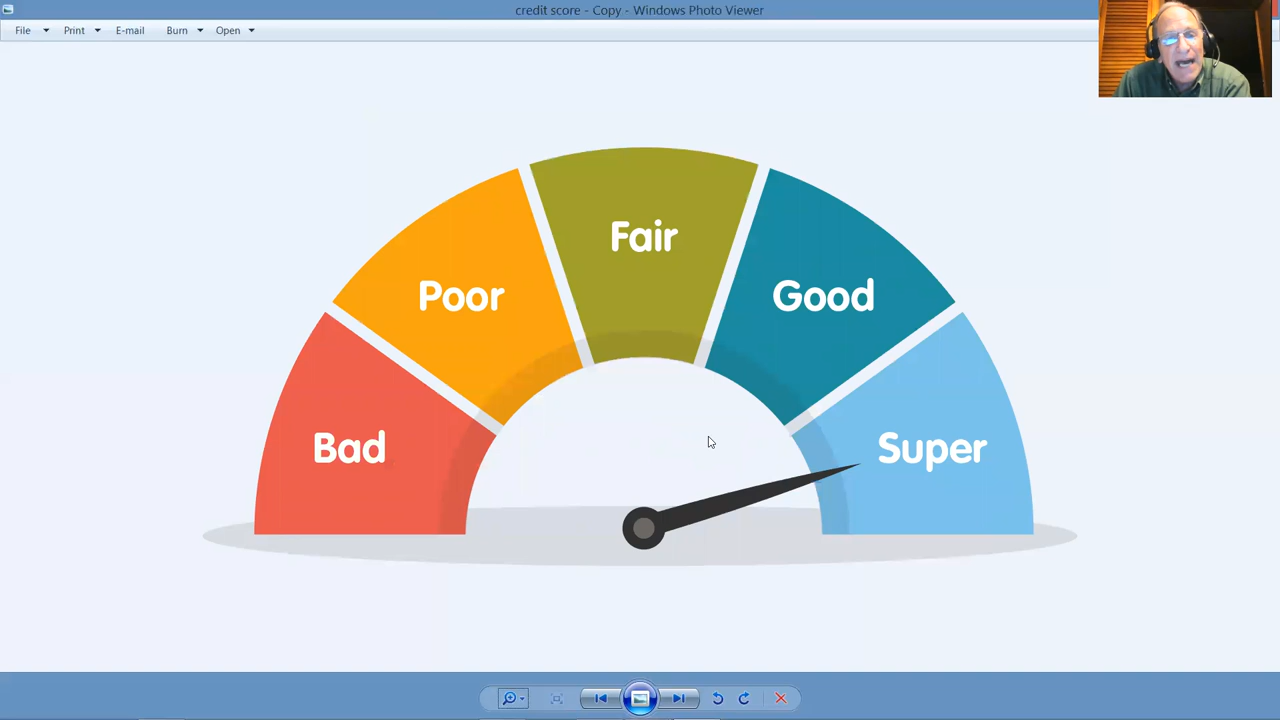 credit score - Copy - Windows Photo Viewer
File Print E-mail Burn Open
Fair
Poor
Good
Bad
Super